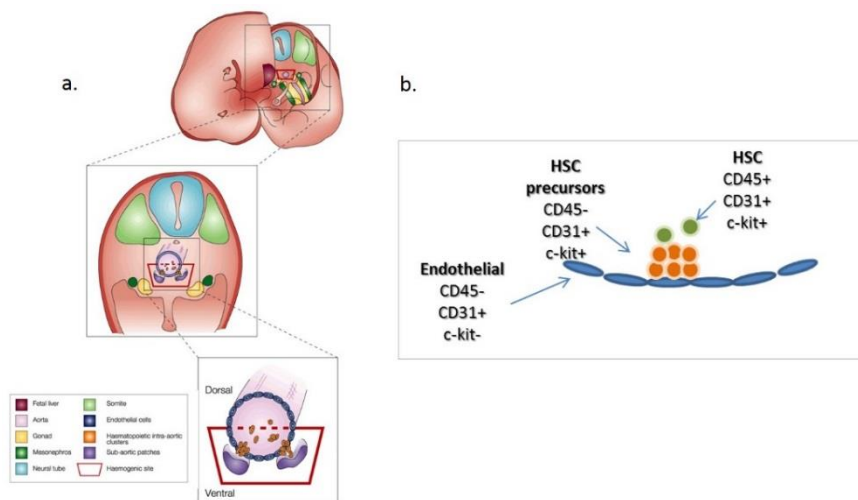 a.
b.
HSC
precursors
CD45-
CD31+
c-kit+
HSC
CD45+
CD31+
c-kit+
Endothelial
CD45-
CD31+
c-kit-
Dorsal
Ventral
Fetal liver
Aorta
Gonad
Mesonephros
Neural tube
Somite
Endothelial cells
Haematopoietic intra-aortic
clusters
Sub-aortic patches
Haemogenic site